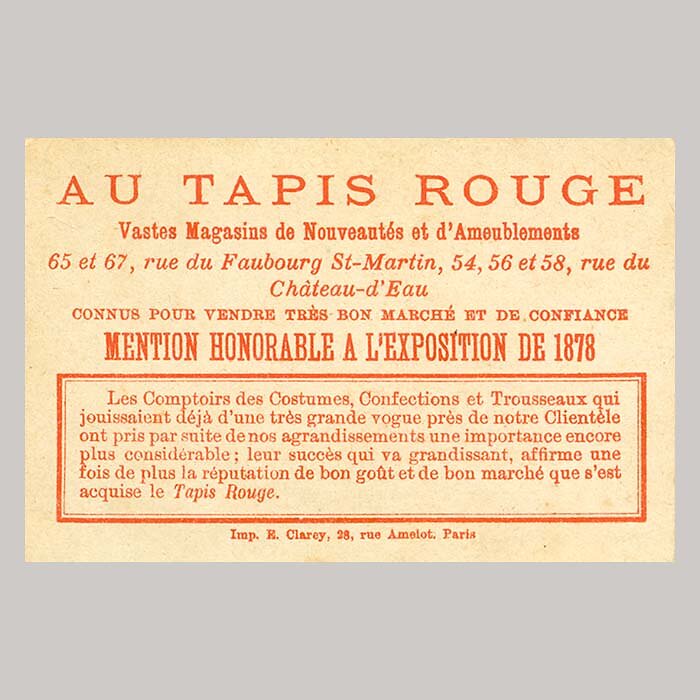 AU TAPIS ROUGE
Vastes Magasins de Nouveautés et d'Ameublements
65 et 67, rue du Faubourg St-Martin, 54, 56 et 58, rue du
Château-d'Eau
CONNUS POUR VENDRE TRÈS BON MARCHÉ ET DE CONFIANCE
MENTION HONORABLE A L'EXPOSITION DE 1878
Les Comptoirs des Costumes, Confections et Trousseaux qui
jouissaient déjà d'une très grande vogue près de notre Clientèle
ont pris par suite de nos agrandissements une importance encore
plus considérable ; leur succès qui va grandissant, affirme une
fois de plus la réputation de bon goût et de bon marché que s'est
acquise le Tapis Rouge.
Imp. E. Clarey, 28, rue Amelot. Paris